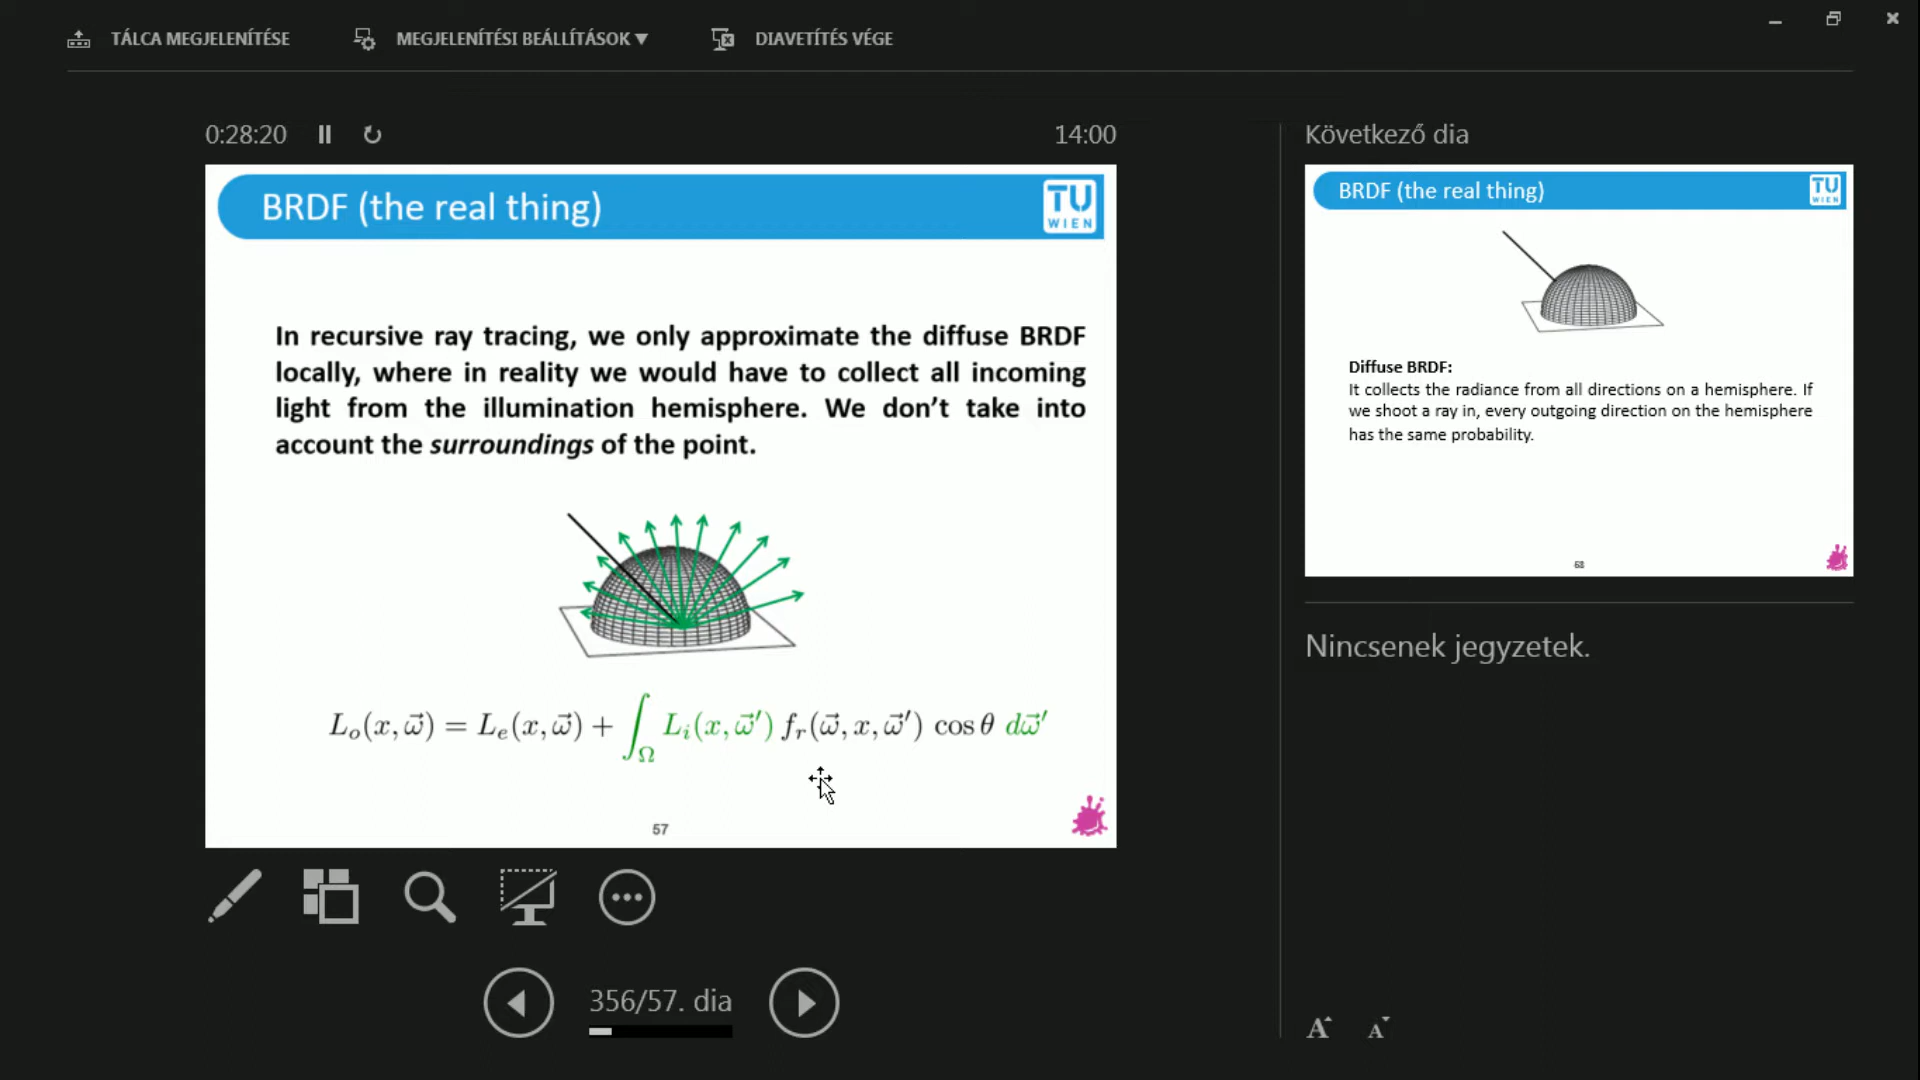 TÁLCA MEGJELENÍTÉSE
MEGJELENÍTÉSI BEÁLLÍTÁSOK
DIAVETÍTÉS VÉGE
0:28:20
14:00
BRDF (the real thing)
TU
WIEN
In recursive ray tracing, we only approximate the diffuse BRDF
locally, where in reality we would have to collect all incoming
light from the illumination hemisphere. We don't take into
account the surroundings of the point.
L_o(x, ω⃗) = L_e(x, ω⃗) + ∫_Ω L_i(x, ω⃗′) f_r(ω⃗, x, ω⃗′) cos θ dω⃗′
57
356/57. dia
Következő dia
BRDF (the real thing)
TU
WIEN
Diffuse BRDF:
It collects the radiance from all directions on a hemisphere. If
we shoot a ray in, every outgoing direction on the hemisphere
has the same probability.
58
Nincsenek jegyzetek.
A A